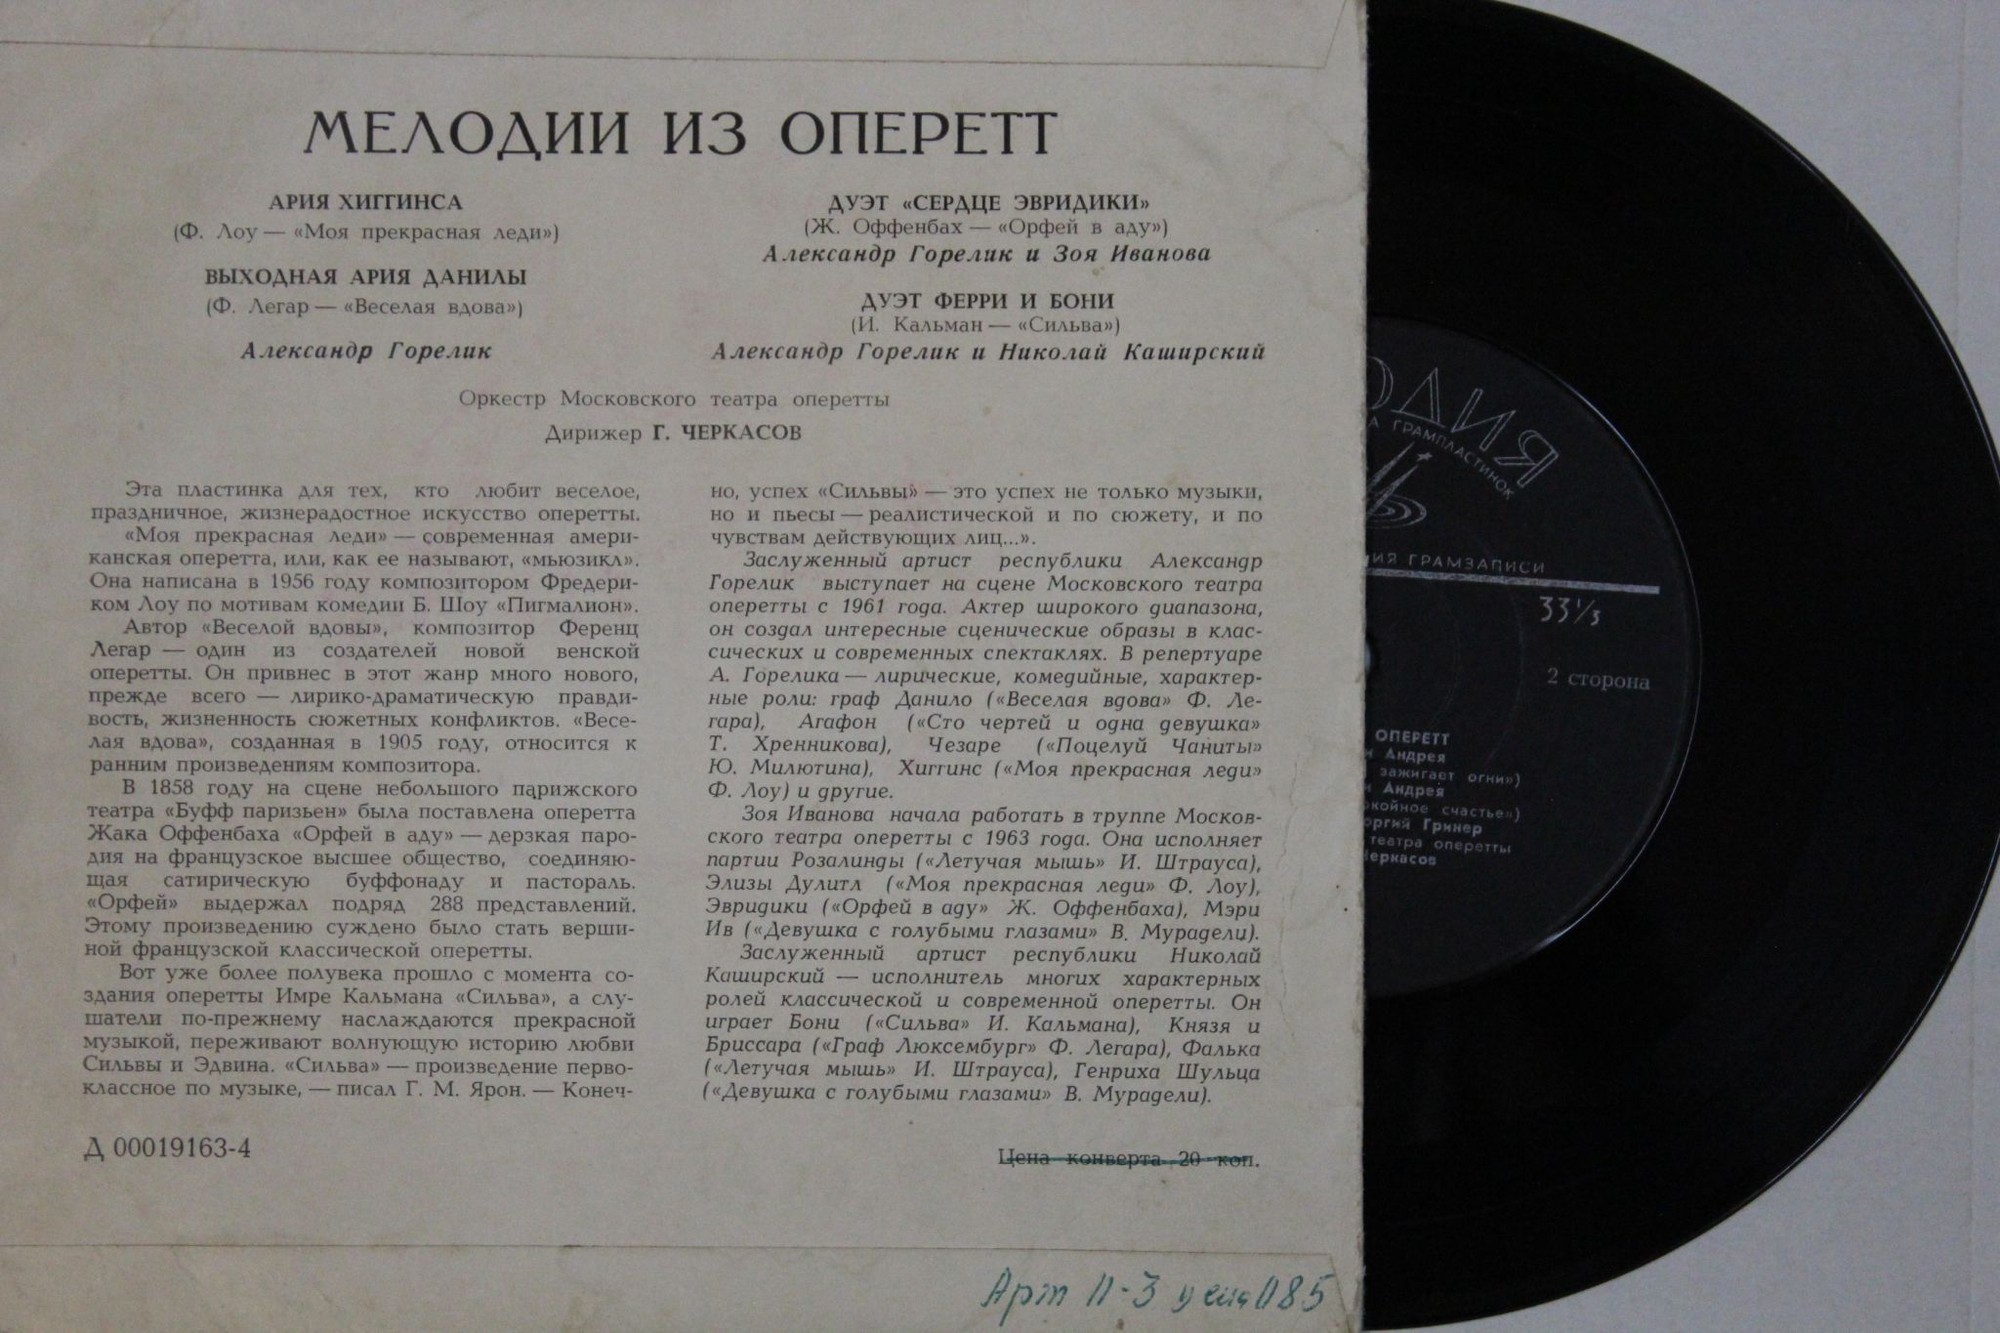 МЕЛОДИИ ИЗ ОПЕРЕТТ
АРИЯ ХИГГИНСА
(Ф. Лоу — «Моя прекрасная леди»)
ВЫХОДНАЯ АРИЯ ДАНИЛЫ
(Ф. Легар — «Веселая вдова»)
Александр Горелик
ДУЭТ «СЕРДЦЕ ЭВРИДИКИ»
(Ж. Оффенбах — «Орфей в аду»)
Александр Горелик и Зоя Иванова
ДУЭТ ФЕРРИ И БОНИ
(И. Кальман — «Сильва»)
Александр Горелик и Николай Каширский
Оркестр Московского театра оперетты
Дирижер Г. ЧЕРКАСОВ
Эта пластинка для тех, кто любит веселое,
праздничное, жизнерадостное искусство оперетты.
«Моя прекрасная леди» — современная амери-
канская оперетта, или, как ее называют, «мьюзикл».
Она написана в 1956 году композитором Фредери-
ком Лоу по мотивам комедии Б. Шоу «Пигмалион».
Автор «Веселой вдовы», композитор Ференц
Легар — один из создателей новой венской
оперетты. Он привнес в этот жанр много нового,
прежде всего — лирико-драматическую правди-
вость, жизненность сюжетных конфликтов. «Весе-
лая вдова», созданная в 1905 году, относится к
ранним произведениям композитора.
В 1858 году на сцене небольшого парижского
театра «Буфф паризьен» была поставлена оперетта
Жака Оффенбаха «Орфей в аду» — дерзкая паро-
дия на французское высшее общество, соединяю-
щая сатирическую буффонаду и пастораль.
«Орфей» выдержал подряд 288 представлений.
Этому произведению суждено было стать верши-
ной французской классической оперетты.
Вот уже более полувека прошло с момента со-
здания оперетты Имре Кальмана «Сильва», а слу-
шатели по-прежнему наслаждаются прекрасной
музыкой, переживают волнующую историю любви
Сильвы и Эдвина. «Сильва» — произведение перво-
классное по музыке, — писал Г. М. Ярон. — Конеч-
но, успех «Сильвы» — это успех не только музыки,
но и пьесы — реалистической и по сюжету, и по
чувствам действующих лиц...».
Заслуженный артист республики Александр
Горелик выступает на сцене Московского театра
оперетты с 1961 года. Актер широкого диапазона,
он создал интересные сценические образы в клас-
сических и современных спектаклях. В репертуаре
А. Горелика — лирические, комедийные, характер-
ные роли: граф Данило («Веселая вдова» Ф. Ле-
гара), Агафон («Сто чертей и одна девушка»
Т. Хренникова), Чезаре («Поцелуй Чаниты»
Ю. Милютина), Хиггинс («Моя прекрасная леди»
Ф. Лоу) и другие.
Зоя Иванова начала работать в труппе Москов-
ского театра оперетты с 1963 года. Она исполняет
партии Розалинды («Летучая мышь» И. Штрауса),
Элизы Дулитл («Моя прекрасная леди» Ф. Лоу),
Эвридики («Орфей в аду» Ж. Оффенбаха), Мэри
Ив («Девушка с голубыми глазами» В. Мурадели).
Заслуженный артист республики Николай
Каширский — исполнитель многих характерных
ролей классической и современной оперетты. Он
играет Бони («Сильва» И. Кальмана), Князя и
Бриссара («Граф Люксембург» Ф. Легара), Фалька
(«Летучая мышь» И. Штрауса), Генриха Шульца
(«Девушка с голубыми глазами» В. Мурадели).
Д 00019163-4
Цена конверта 20 коп.
Арт 11-3 цена 085
ОДИЯ
А ГРАМПЛАСТИНОК
ИЯ ГРАМЗАПИСИ
33⅓
2 сторона
ОПЕРЕТТ
Андрея
зажигает огни»)
Андрея
койное счастье»)
оргий Гринер
театра оперетты
Черкасов